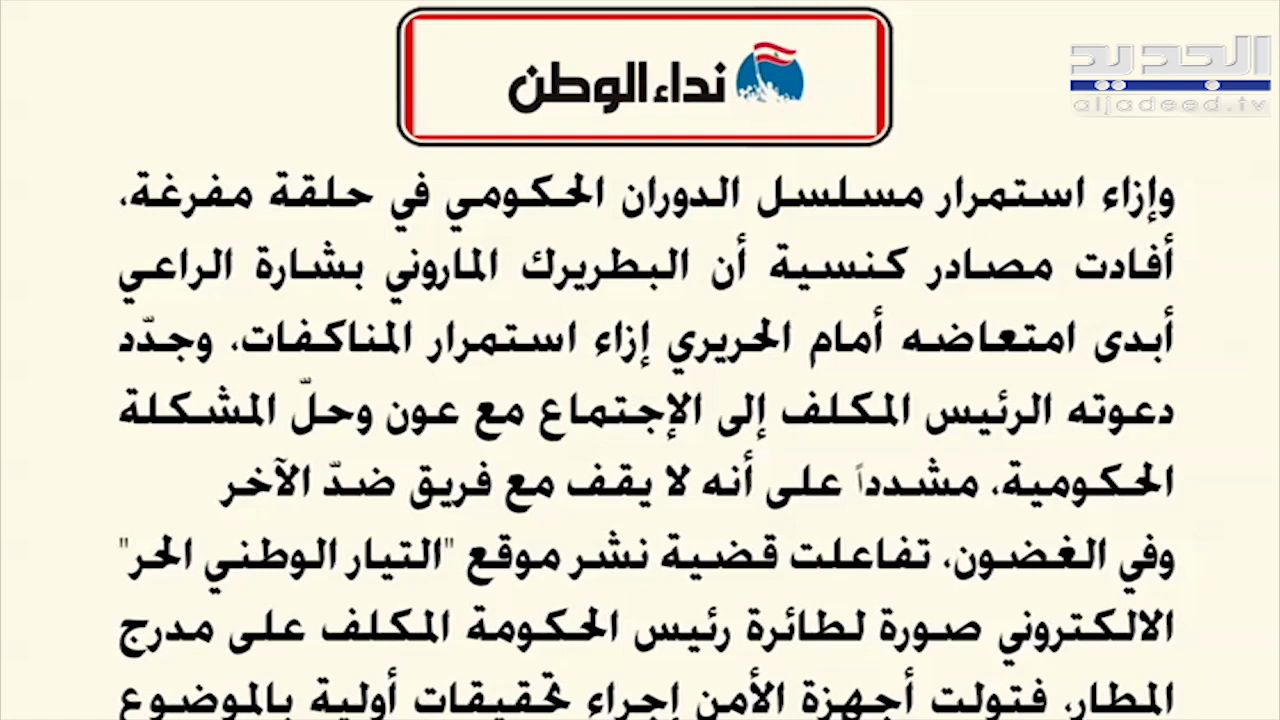 نداء الوطن
الجديد
aljadeed.tv
وإزاء استمرار مسلسل الدوران الحكومي في حلقة مفرغة،
أفادت مصادر كنسية أن البطريرك الماروني بشارة الراعي
أبدى امتعاضه أمام الحريري إزاء استمرار المناكفات، وجدّد
دعوته الرئيس المكلف إلى الإجتماع مع عون وحلّ المشكلة
الحكومية، مشدداً على أنه لا يقف مع فريق ضدّ الآخر
وفي الغضون، تفاعلت قضية نشر موقع "التيار الوطني الحر"
الالكتروني صورة لطائرة رئيس الحكومة المكلف على مدرج
المطار، فتولت أجهزة الأمن إجراء تحقيقات أولية بالموضوع